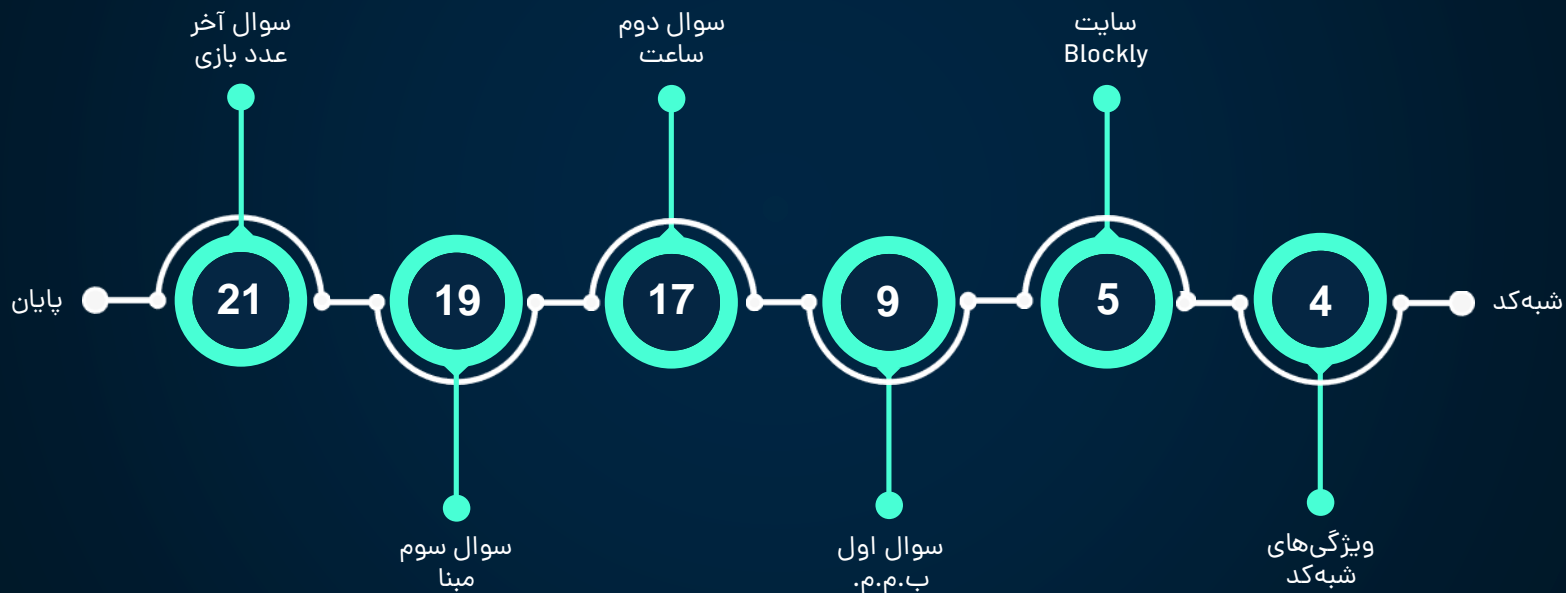 شبه‌کد
4
ویژگی‌های
شبه‌کد
سایت
Blockly
5
9
سوال اول
ب.م.م.
سوال دوم
ساعت
17
19
سوال سوم
مبنا
سوال آخر
عدد بازی
21
پایان